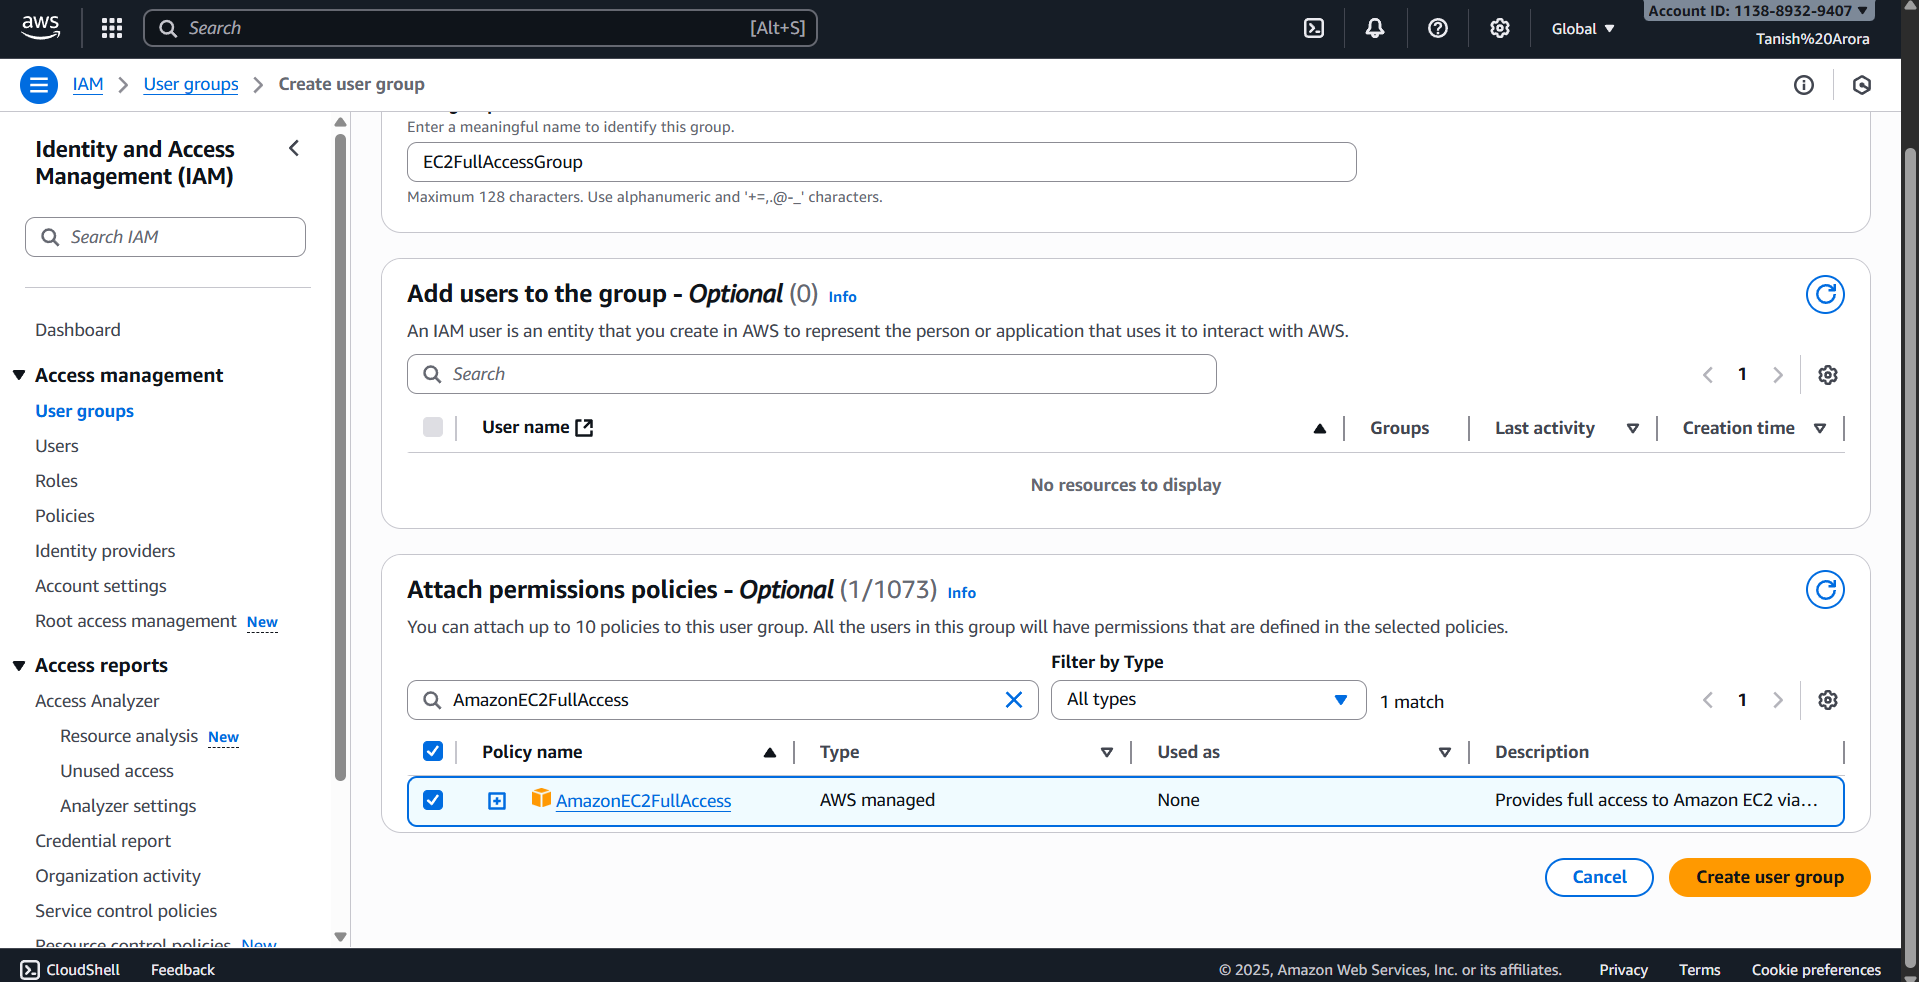 aws
Search
[Alt+S]
Global
Account ID: 1138-8932-9407
Tanish%20Arora
IAM
User groups
Create user group
Identity and Access
Management (IAM)
Search IAM
Dashboard
Access management
User groups
Users
Roles
Policies
Identity providers
Account settings
Root access management New
Access reports
Access Analyzer
Resource analysis New
Unused access
Analyzer settings
Credential report
Organization activity
Service control policies
Resource control policies New
Enter a meaningful name to identify this group.
EC2FullAccessGroup
Maximum 128 characters. Use alphanumeric and '+=,.@-_' characters.
Add users to the group - Optional (0) Info
An IAM user is an entity that you create in AWS to represent the person or application that uses it to interact with AWS.
Search
1
User name
Groups
Last activity
Creation time
No resources to display
Attach permissions policies - Optional (1/1073) Info
You can attach up to 10 policies to this user group. All the users in this group will have permissions that are defined in the selected policies.
Filter by Type
AmazonEC2FullAccess
All types
1 match
1
Policy name
Type
Used as
Description
AmazonEC2FullAccess
AWS managed
None
Provides full access to Amazon EC2 via…
Cancel
Create user group
CloudShell
Feedback
© 2025, Amazon Web Services, Inc. or its affiliates.
Privacy
Terms
Cookie preferences